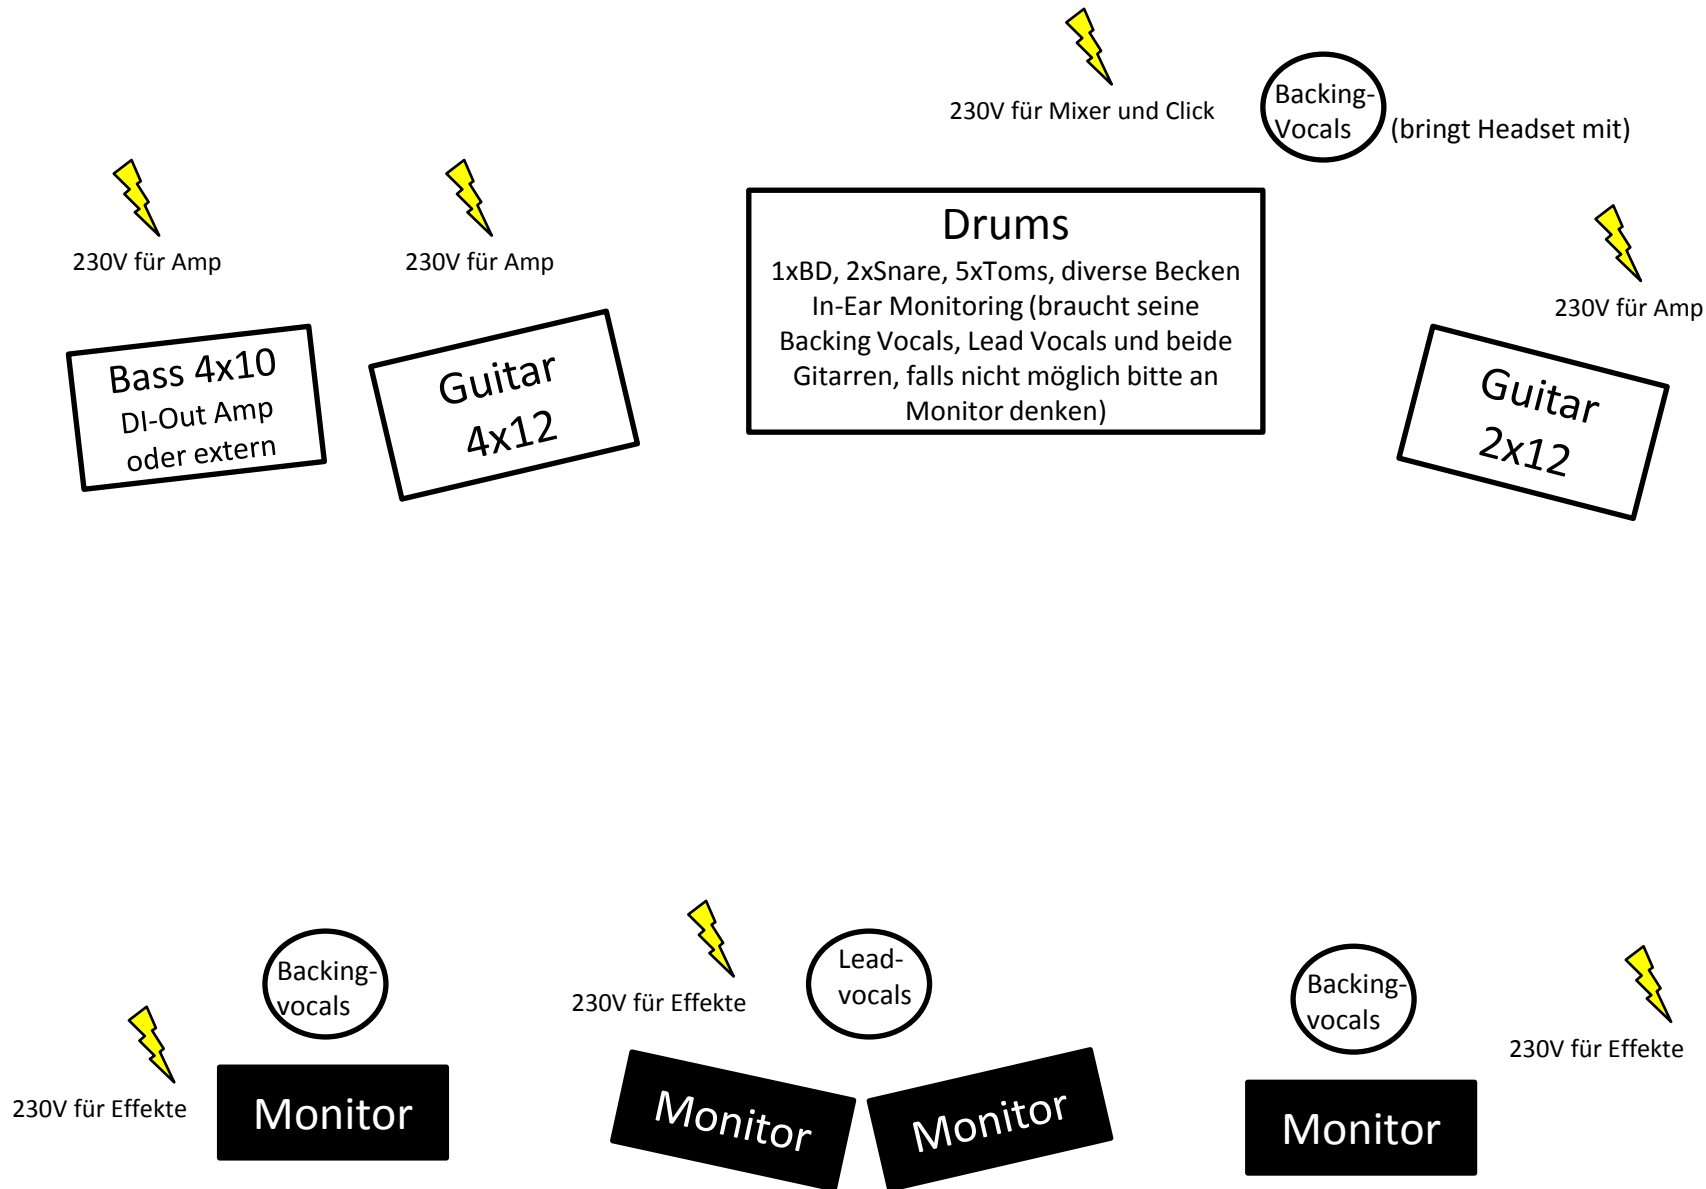 230V für Mixer und Click
Backing-
Vocals
(bringt Headset mit)
230V für Amp
230V für Amp
Drums
1xBD, 2xSnare, 5xToms, diverse Becken
In-Ear Monitoring (braucht seine
Backing Vocals, Lead Vocals und beide
Gitarren, falls nicht möglich bitte an
Monitor denken)
230V für Amp
Bass 4x10
DI-Out Amp
oder extern
Guitar
4x12
Guitar
2x12
Backing-
vocals
230V für Effekte
Lead-
vocals
Backing-
vocals
230V für Effekte
230V für Effekte
Monitor
Monitor
Monitor
Monitor